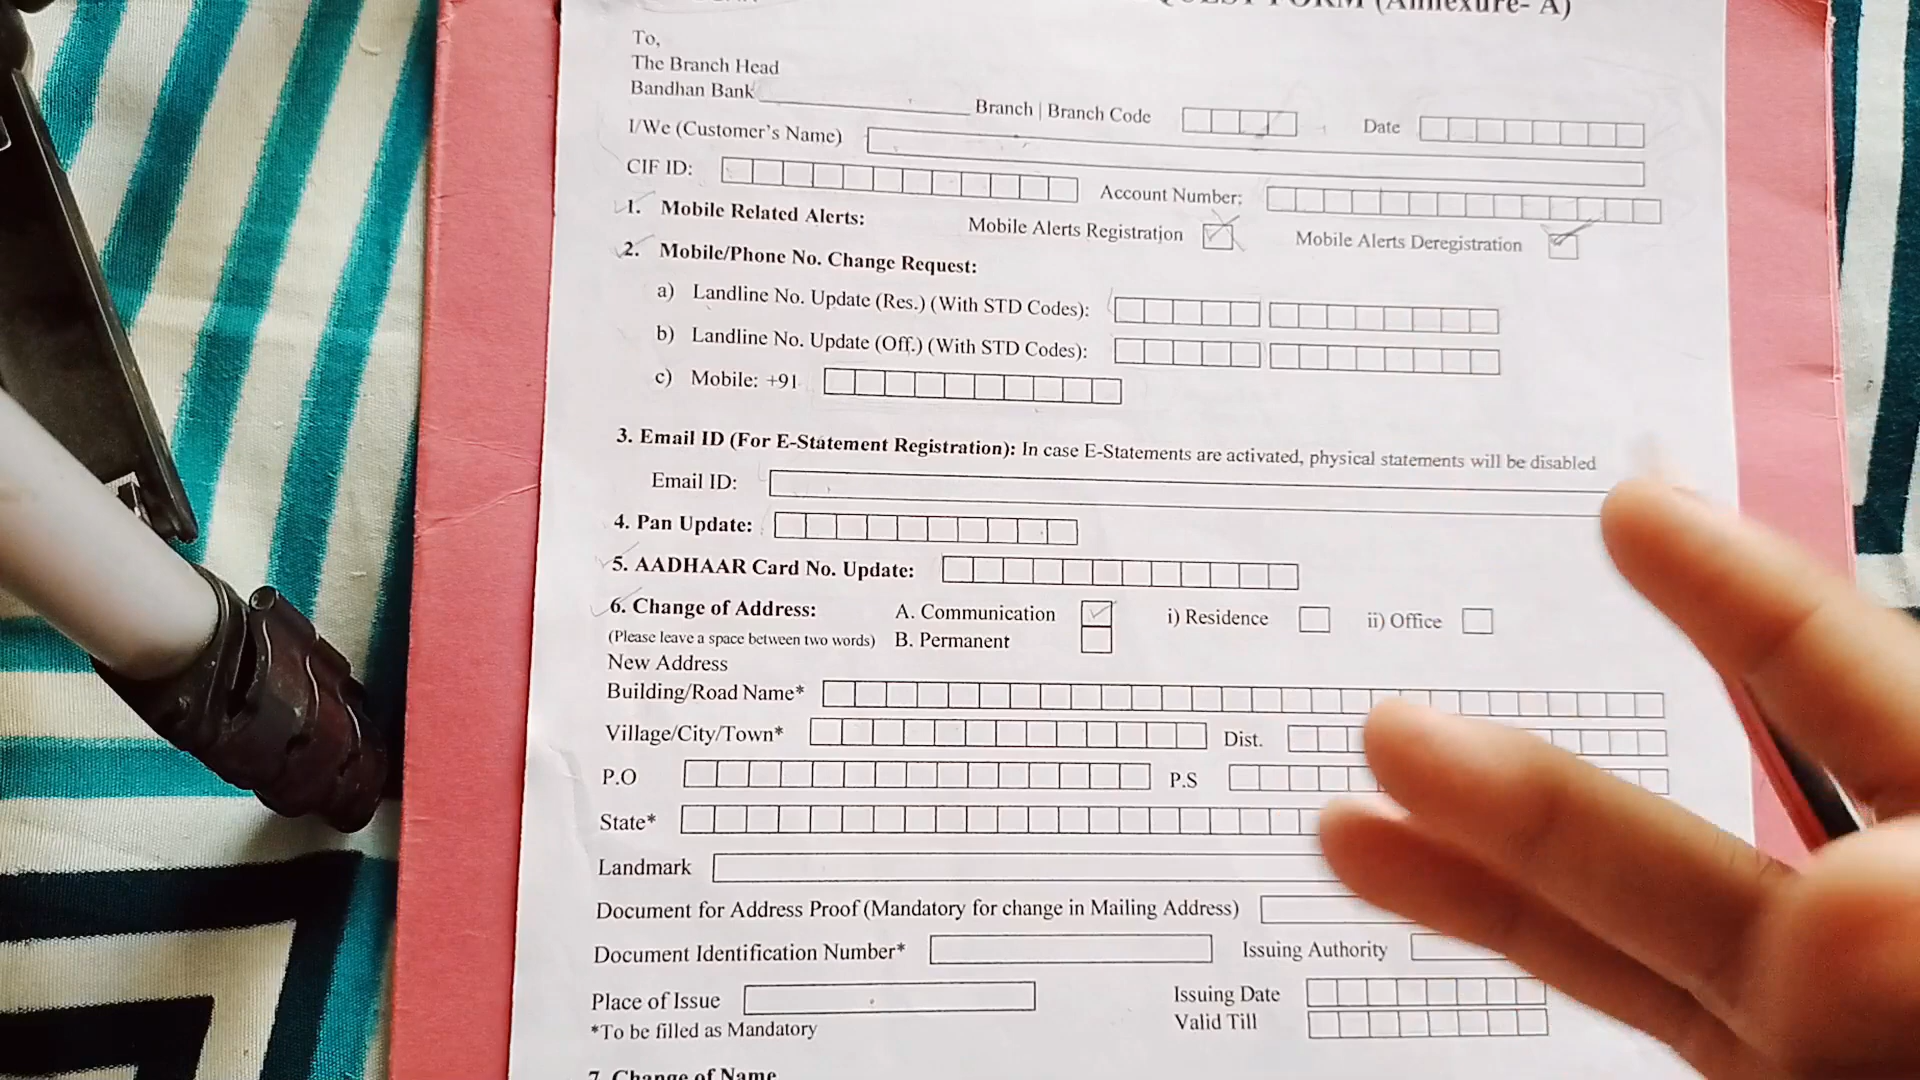 FORM (Annexure- A)
To,
The Branch Head
Bandhan Bank Branch | Branch Code Date
I/We (Customer's Name)
CIF ID: Account Number:
1. Mobile Related Alerts: Mobile Alerts Registration Mobile Alerts Deregistration
2. Mobile/Phone No. Change Request:
a) Landline No. Update (Res.) (With STD Codes):
b) Landline No. Update (Off.) (With STD Codes):
c) Mobile: +91
3. Email ID (For E-Statement Registration): In case E-Statements are activated, physical statements will be disabled
Email ID:
4. Pan Update:
5. AADHAAR Card No. Update:
6. Change of Address: A. Communication i) Residence ii) Office
(Please leave a space between two words) B. Permanent
New Address
Building/Road Name*
Village/City/Town* Dist.
P.O P.S
State*
Landmark
Document for Address Proof (Mandatory for change in Mailing Address)
Document Identification Number* Issuing Authority
Place of Issue Issuing Date
*To be filled as Mandatory Valid Till
7. Change of Name